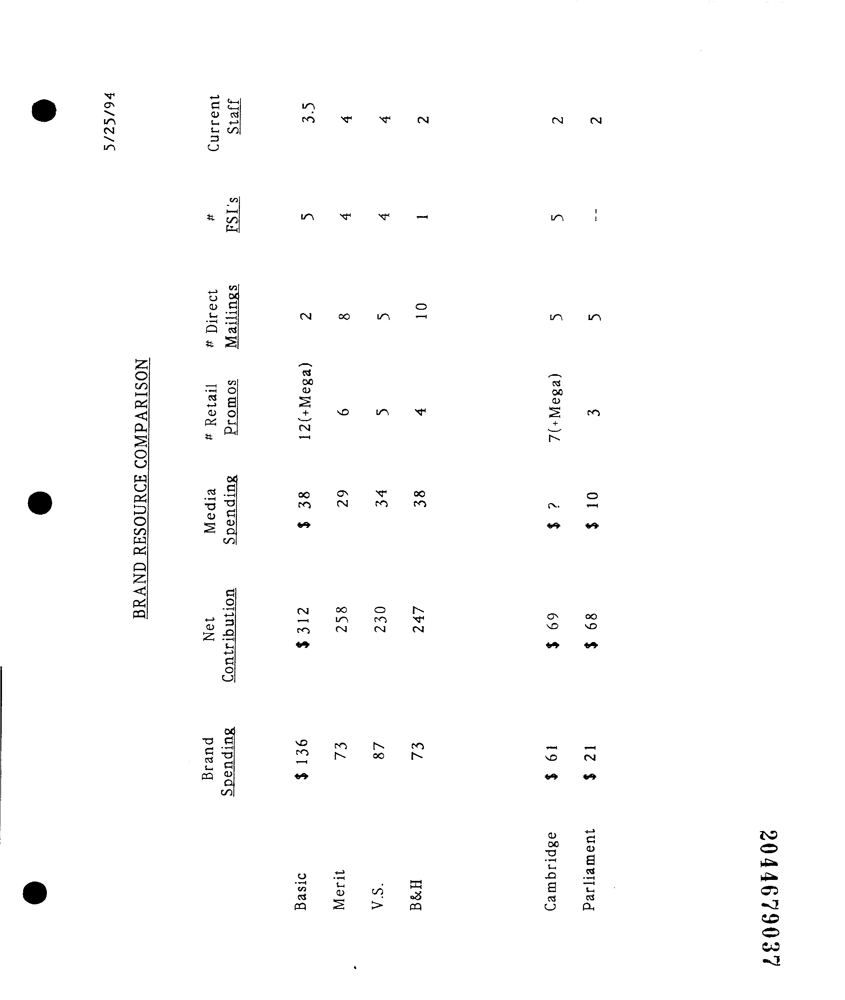 5/25/94
BRAND RESOURCE COMPARISON
Brand Net Media # Retail # Direct # Current
Spending Contribution Spending Promos Mailings FSI's Staff
Basic $ 136 $ 312 $ 38 12(+Mega) 2 5 3.5
Merit 73 258 29 6 8 4 4
V.S. 87 230 34 5 5 4 4
B&H 73 247 38 4 10 1 2
Cambridge $ 61 $ 69 $ ? 7(+Mega) 5 5 2
Parliament $ 21 $ 68 $ 10 3 5 -- 2
2044679037